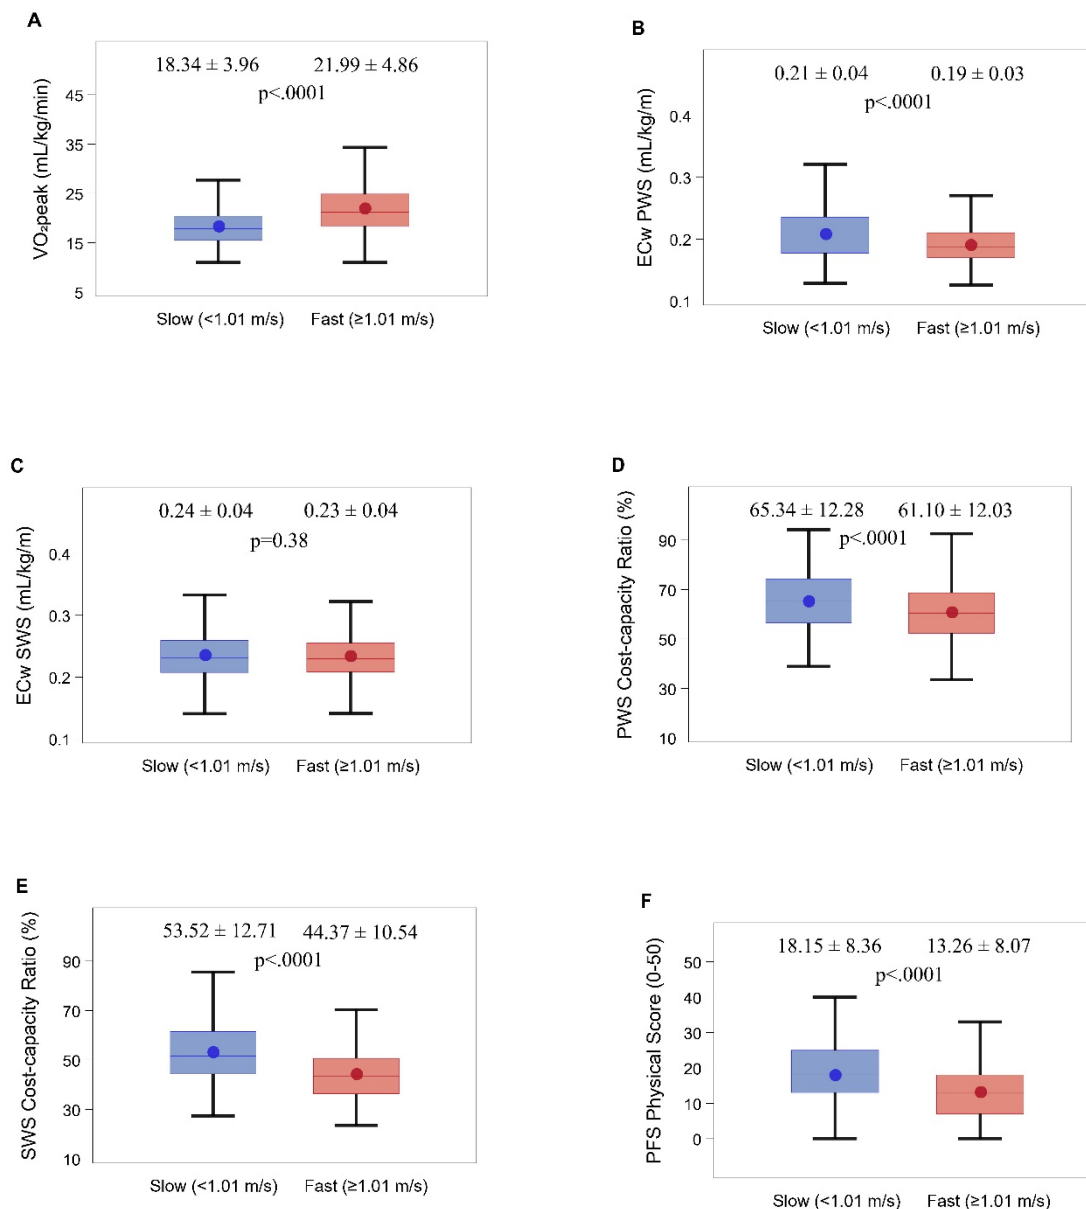 A
18.34 ± 3.96 21.99 ± 4.86
p<.0001
VO₂peak (mL/kg/min)
45
35
25
15
5
Slow (<1.01 m/s) Fast (≥1.01 m/s)
B
0.21 ± 0.04 0.19 ± 0.03
p<.0001
ECw PWS (mL/kg/m)
0.4
0.3
0.2
0.1
Slow (<1.01 m/s) Fast (≥1.01 m/s)
C
0.24 ± 0.04 0.23 ± 0.04
p=0.38
ECw SWS (mL/kg/m)
0.4
0.3
0.2
0.1
Slow (<1.01 m/s) Fast (≥1.01 m/s)
D
65.34 ± 12.28 61.10 ± 12.03
p<.0001
PWS Cost-capacity Ratio (%)
90
70
50
30
10
Slow (<1.01 m/s) Fast (≥1.01 m/s)
E
53.52 ± 12.71 44.37 ± 10.54
p<.0001
SWS Cost-capacity Ratio (%)
90
70
50
30
10
Slow (<1.01 m/s) Fast (≥1.01 m/s)
F
18.15 ± 8.36 13.26 ± 8.07
p<.0001
PFS Physical Score (0-50)
50
40
30
20
10
0
Slow (<1.01 m/s) Fast (≥1.01 m/s)